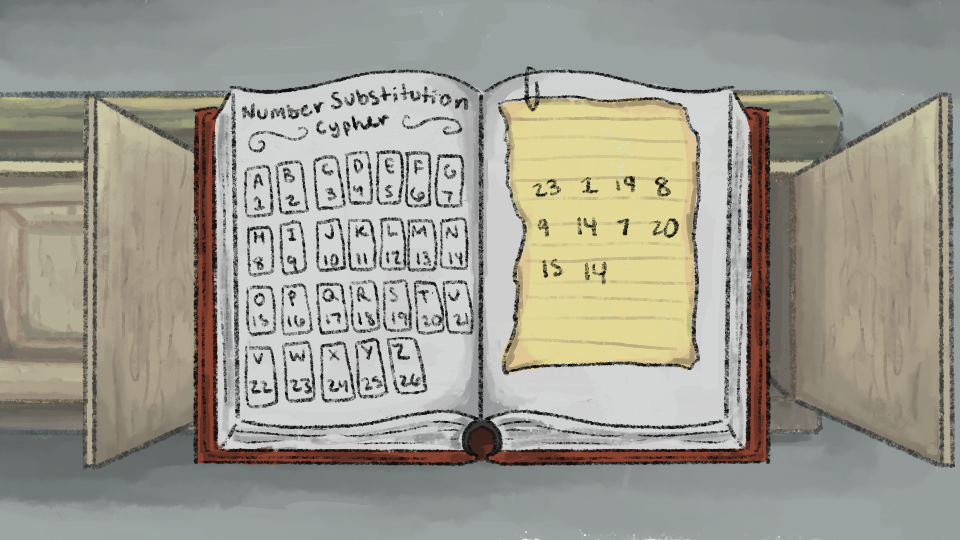 Number Substitution
Cypher
A B C D E F G
1 2 3 4 5 6 7
H I J K L M N
8 9 10 11 12 13 14
O P Q R S T U
15 16 17 18 19 20 21
V W X Y Z
22 23 24 25 26
23 1 19 8
9 14 7 20
15 14